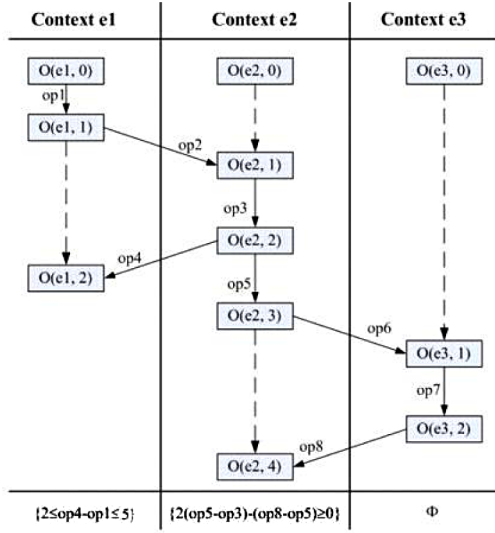 Context e1 Context e2 Context e3
O(e1, 0) O(e2, 0) O(e3, 0)
op1
O(e1, 1)
op2
O(e2, 1)
op3
O(e2, 2)
op4
O(e1, 2)
op5
O(e2, 3)
op6
O(e3, 1)
op7
O(e3, 2)
op8
O(e2, 4)
{2≤op4-op1≤5} {2(op5-op3)-(op8-op5)≥0} Φ